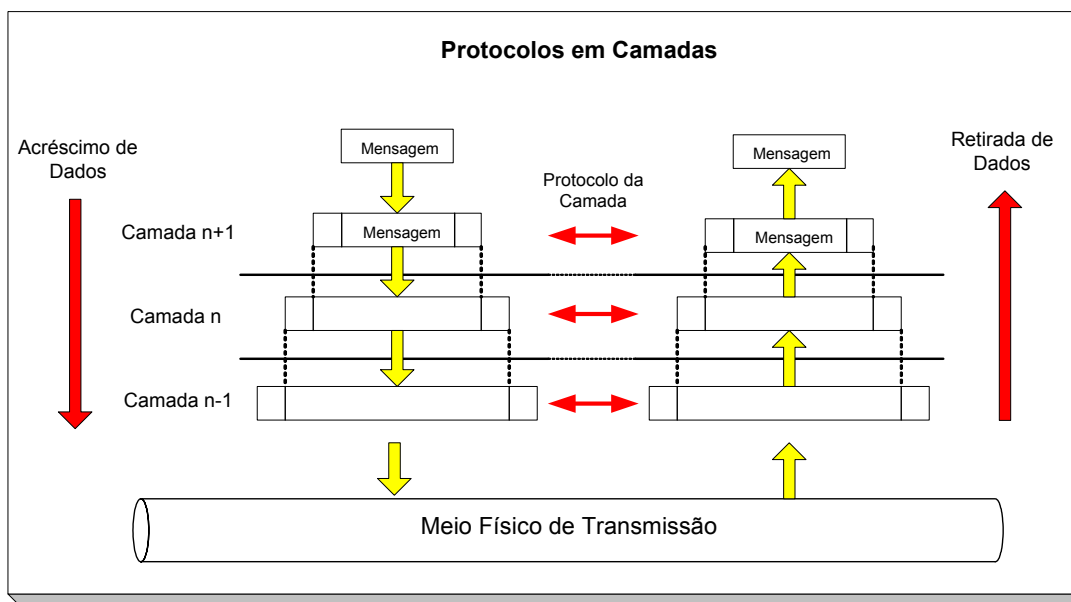 Protocolos em Camadas
Acréscimo de
Dados
Mensagem
Mensagem
Retirada de
Dados
Protocolo da
Camada
Camada n+1
Mensagem
Mensagem
Camada n
Camada n-1
Meio Físico de Transmissão